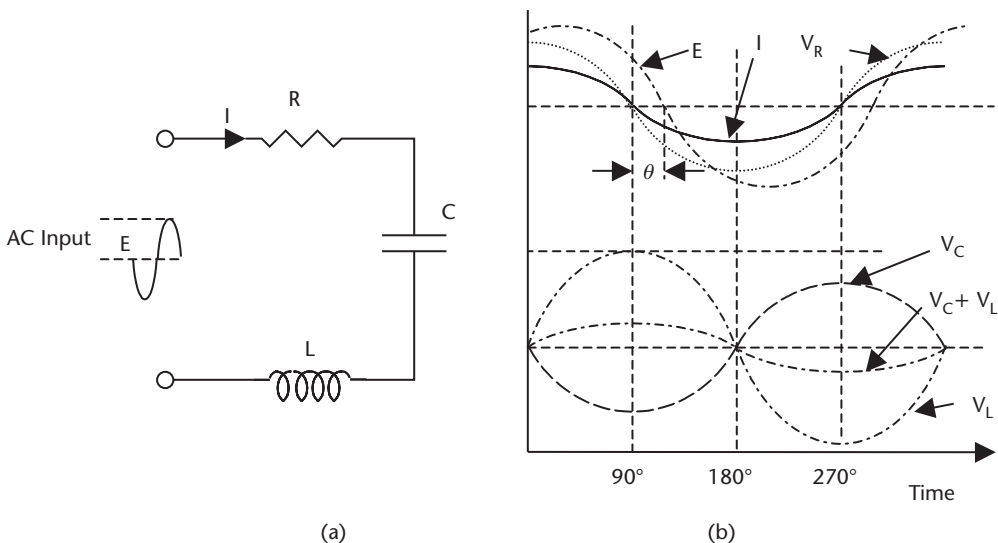 I
R
C
AC Input
E
L
(a)
E
I
V_R
θ
V_C
V_C + V_L
V_L
90°
180°
270°
Time
(b)